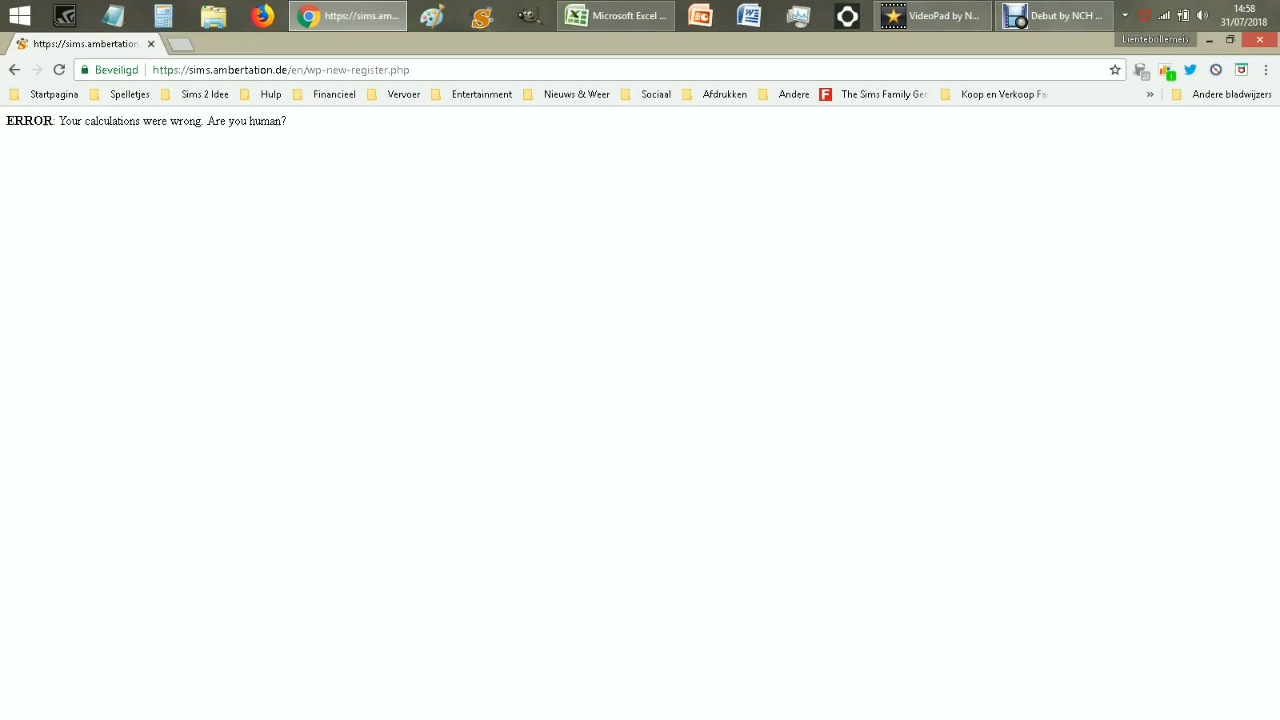 https://sims.am...
Microsoft Excel ...
VideoPad by N...
Debut by NCH ...
14:58
31/07/2018
https://sims.ambertation.
Lientebollemeis
Beveiligd
https://sims.ambertation.de/en/wp-new-register.php
Startpagina
Spelletjes
Sims 2 Idee
Hulp
Financieel
Vervoer
Entertainment
Nieuws & Weer
Sociaal
Afdrukken
Andere
The Sims Family Ger
Koop en Verkoop Fa
»
Andere bladwijzers
ERROR: Your calculations were wrong. Are you human?